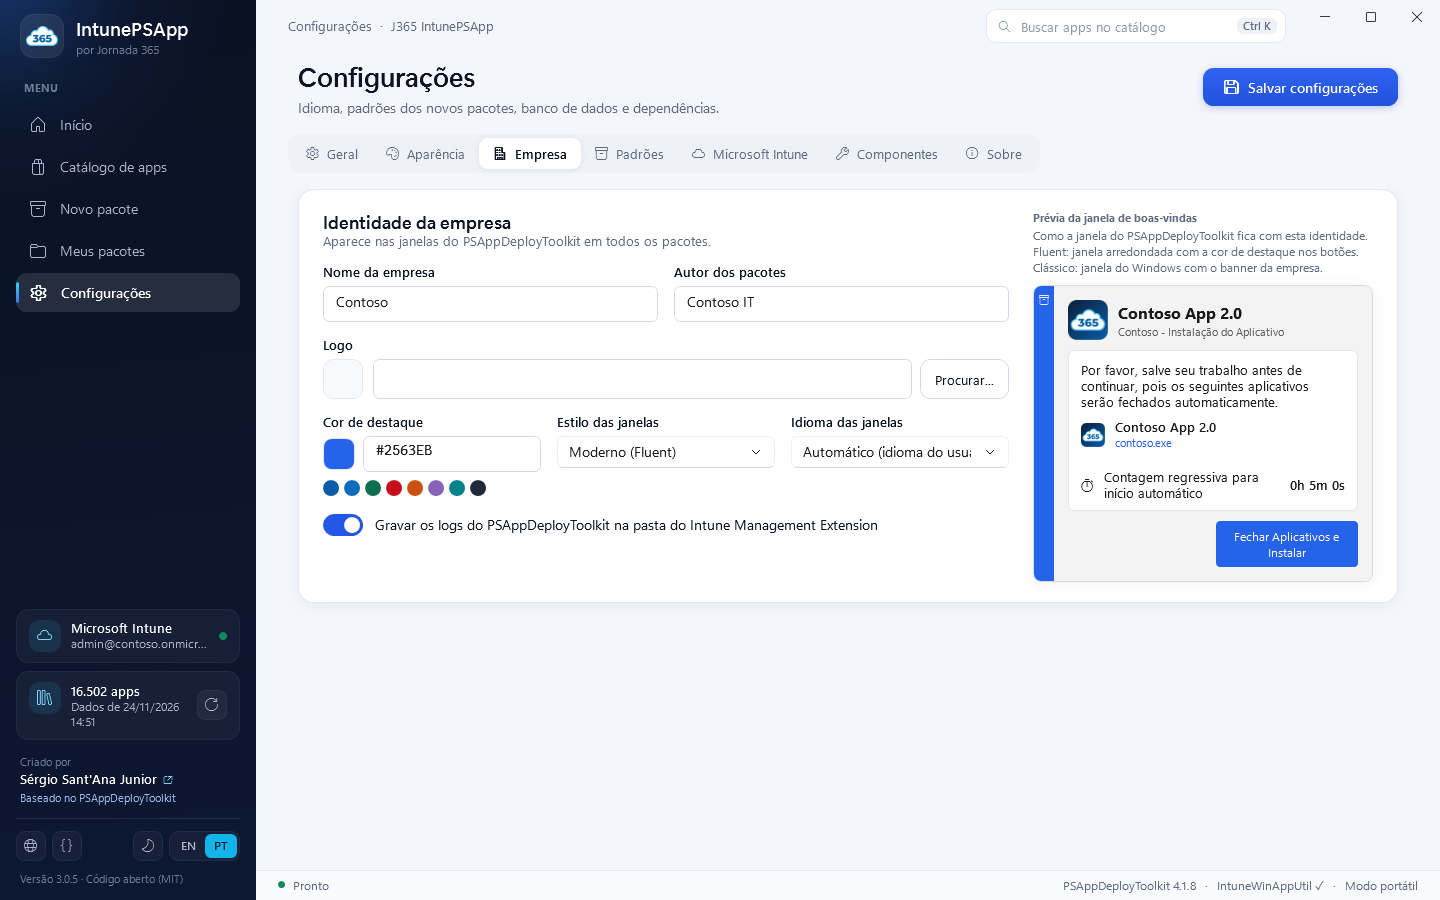 365
IntunePSApp
por Jornada 365
MENU
Início
Catálogo de apps
Novo pacote
Meus pacotes
Configurações
Microsoft Intune
admin@contoso.onmicr...
16.502 apps
Dados de 24/11/2026
14:51
Criado por
Sérgio Sant'Ana Junior
Baseado no PSAppDeployToolkit
EN
PT
Versão 3.0.5 · Código aberto (MIT)
Configurações · J365 IntunePSApp
Buscar apps no catálogo
Ctrl K
Configurações
Idioma, padrões dos novos pacotes, banco de dados e dependências.
Salvar configurações
Geral
Aparência
Empresa
Padrões
Microsoft Intune
Componentes
Sobre
Identidade da empresa
Aparece nas janelas do PSAppDeployToolkit em todos os pacotes.
Nome da empresa
Autor dos pacotes
Contoso
Contoso IT
Logo
Procurar...
Cor de destaque
Estilo das janelas
Idioma das janelas
#2563EB
Moderno (Fluent)
Automático (idioma do usuá
Gravar os logs do PSAppDeployToolkit na pasta do Intune Management Extension
Prévia da janela de boas-vindas
Como a janela do PSAppDeployToolkit fica com esta identidade.
Fluent: janela arredondada com a cor de destaque nos botões.
Clássico: janela do Windows com o banner da empresa.
365
Contoso App 2.0
Contoso - Instalação do Aplicativo
Por favor, salve seu trabalho antes de
continuar, pois os seguintes aplicativos
serão fechados automaticamente.
365
Contoso App 2.0
contoso.exe
Contagem regressiva para
início automático
0h 5m 0s
Fechar Aplicativos e
Instalar
Pronto
PSAppDeployToolkit 4.1.8 · IntuneWinAppUtil ✓ · Modo portátil